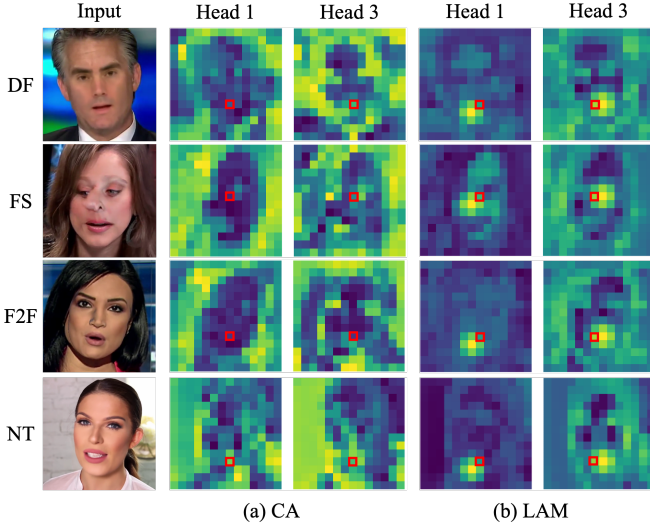 Input Head 1 Head 3 Head 1 Head 3
DF
FS
F2F
NT
(a) CA (b) LAM